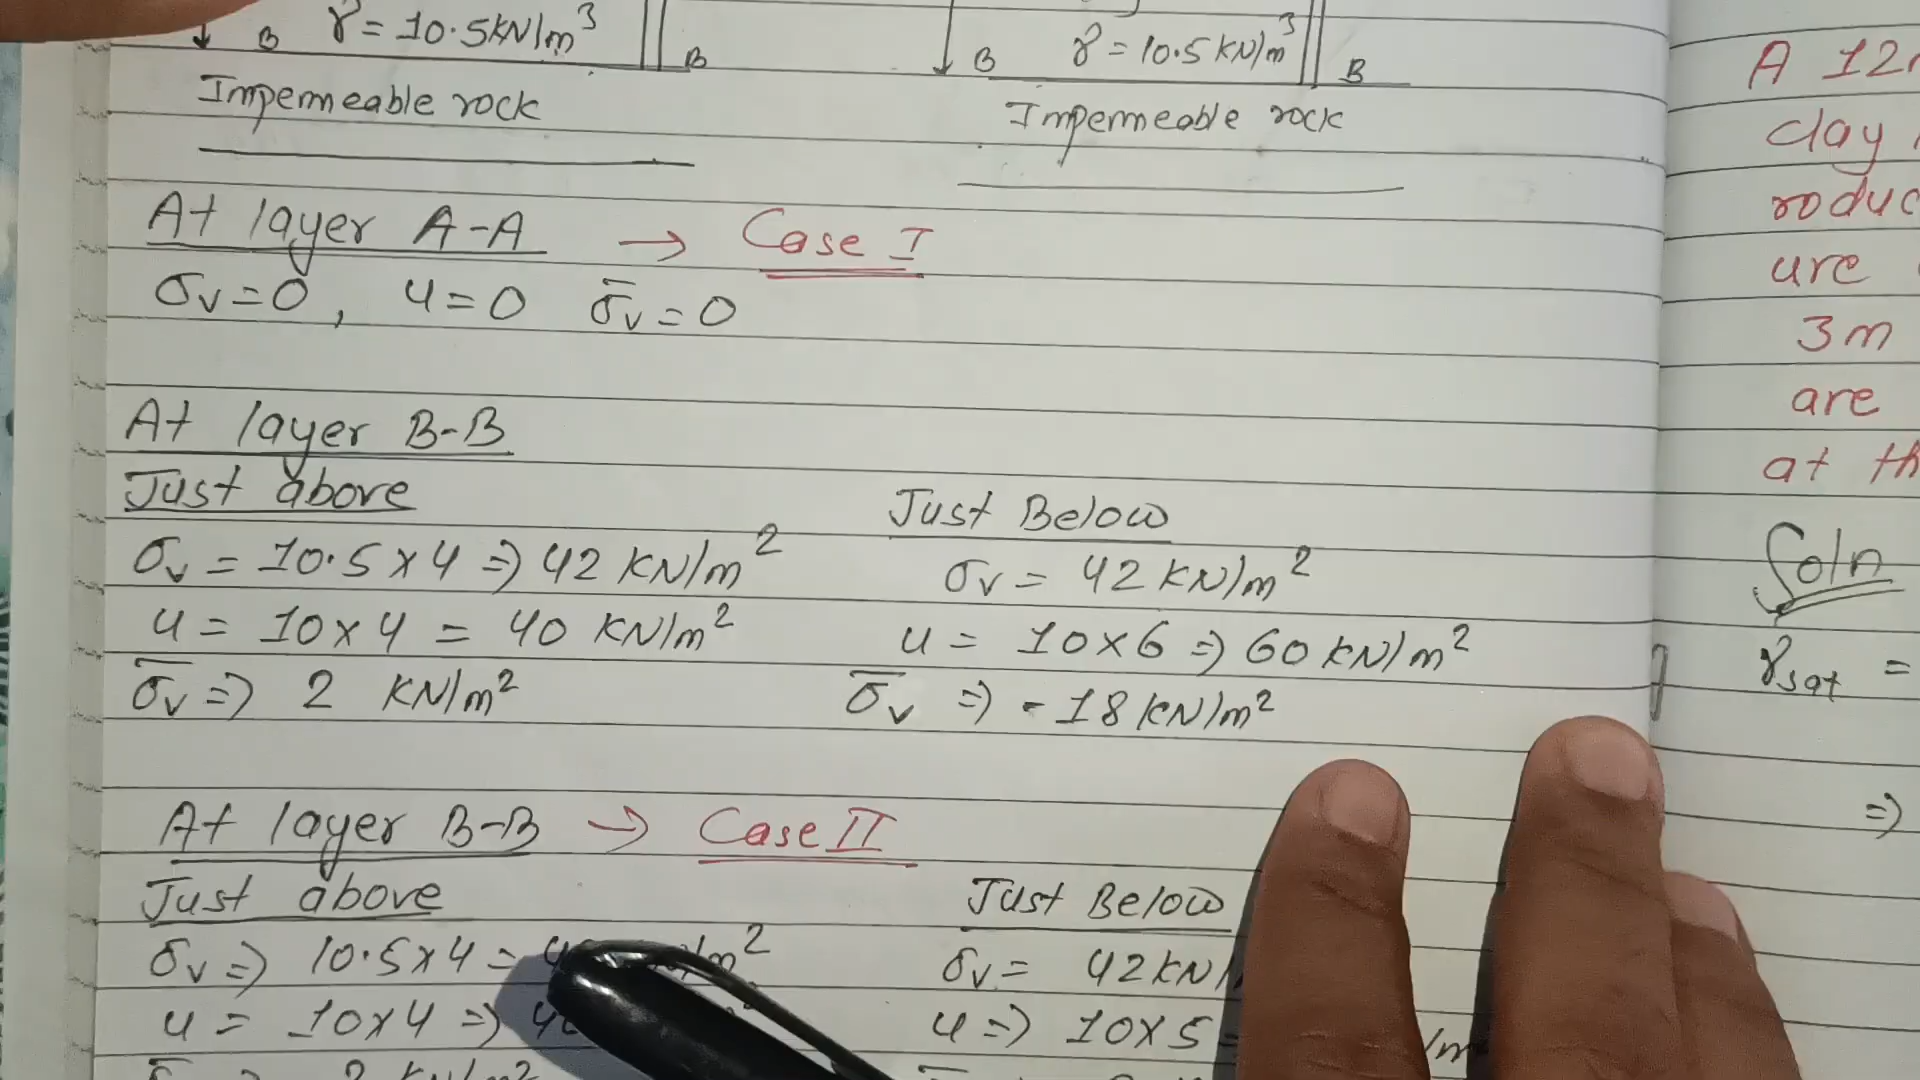 γ = 10.5KN/m³
B
B
γ = 10.5 KN/m³
B
B
Impermeable rock
Impermeable rock
At layer A-A → Case I
σv = 0, u = 0 σ̄v = 0
At layer B-B
Just above
σv = 10.5 x 4 ⇒ 42 KN/m²
u = 10 x 4 = 40 KN/m²
σ̄v ⇒ 2 KN/m²
Just Below
σv = 42 KN/m²
u = 10 x 6 ⇒ 60 KN/m²
σ̄v ⇒ -18 KN/m²
At layer B-B → Case II
Just above
σv ⇒ 10.5 x 4 =
u = 10 x 4 ⇒
2 KN/m²
Just Below
σv = 42 KN/
u ⇒ 10 x 5
A 12
clay
roduc
ure
3m
are
at th
Soln
γsat =
⇒